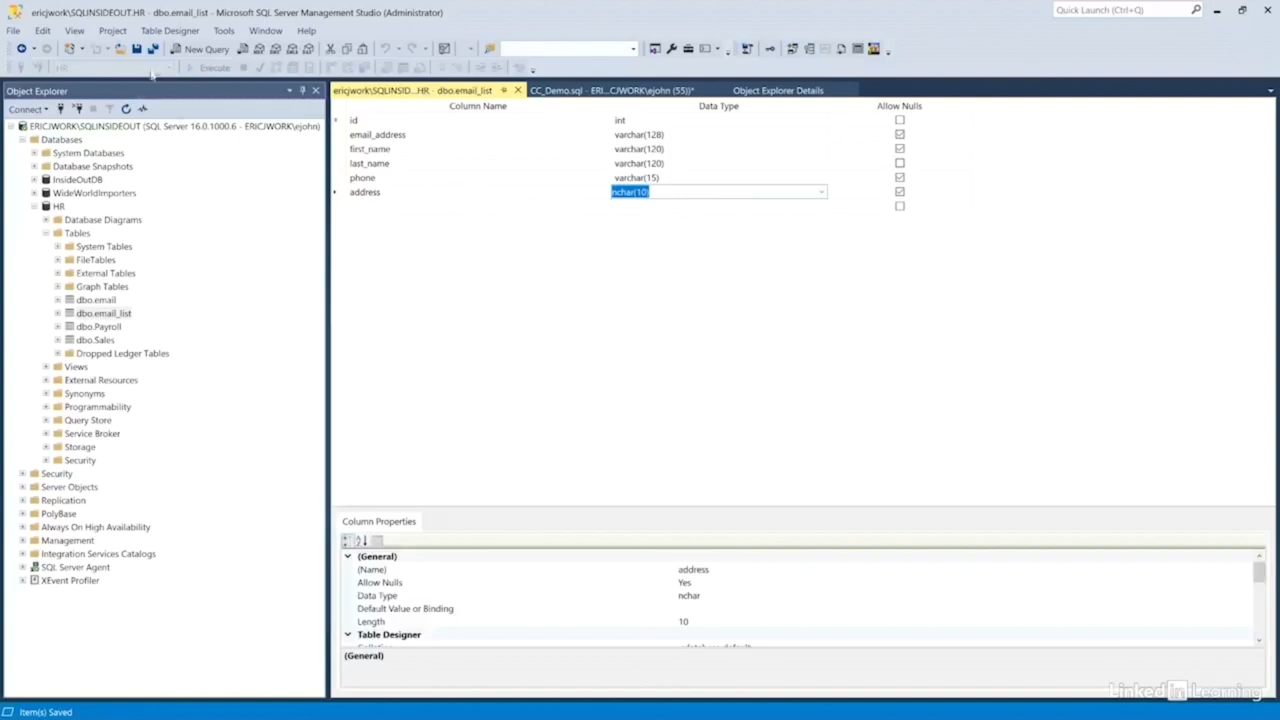 ericjwork\SQLINSIDEOUT.HR - dbo.email_list - Microsoft SQL Server Management Studio (Administrator)
Quick Launch (Ctrl+Q)
File Edit View Project Table Designer Tools Window Help
New Query
HR Execute
Object Explorer
ericjwork\SQLINSID...HR - dbo.email_list
CC_Demo.sql - ERI...CJWORK\ejohn (55))*
Object Explorer Details
Connect
ERICJWORK\SQLINSIDEOUT (SQL Server 16.0.1000.6 - ERICJWORK\ejohn)
Databases
System Databases
Database Snapshots
InsideOutDB
WideWorldImporters
HR
Database Diagrams
Tables
System Tables
FileTables
External Tables
Graph Tables
dbo.email
dbo.email_list
dbo.Payroll
dbo.Sales
Dropped Ledger Tables
Views
External Resources
Synonyms
Programmability
Query Store
Service Broker
Storage
Security
Security
Server Objects
Replication
PolyBase
Always On High Availability
Management
Integration Services Catalogs
SQL Server Agent
XEvent Profiler
Column Name Data Type Allow Nulls
id int
email_address varchar(128)
first_name varchar(120)
last_name varchar(120)
phone varchar(15)
address nchar(10)
Column Properties
(General)
(Name) address
Allow Nulls Yes
Data Type nchar
Default Value or Binding
Length 10
Table Designer
(General)
LinkedIn Learning
Item(s) Saved